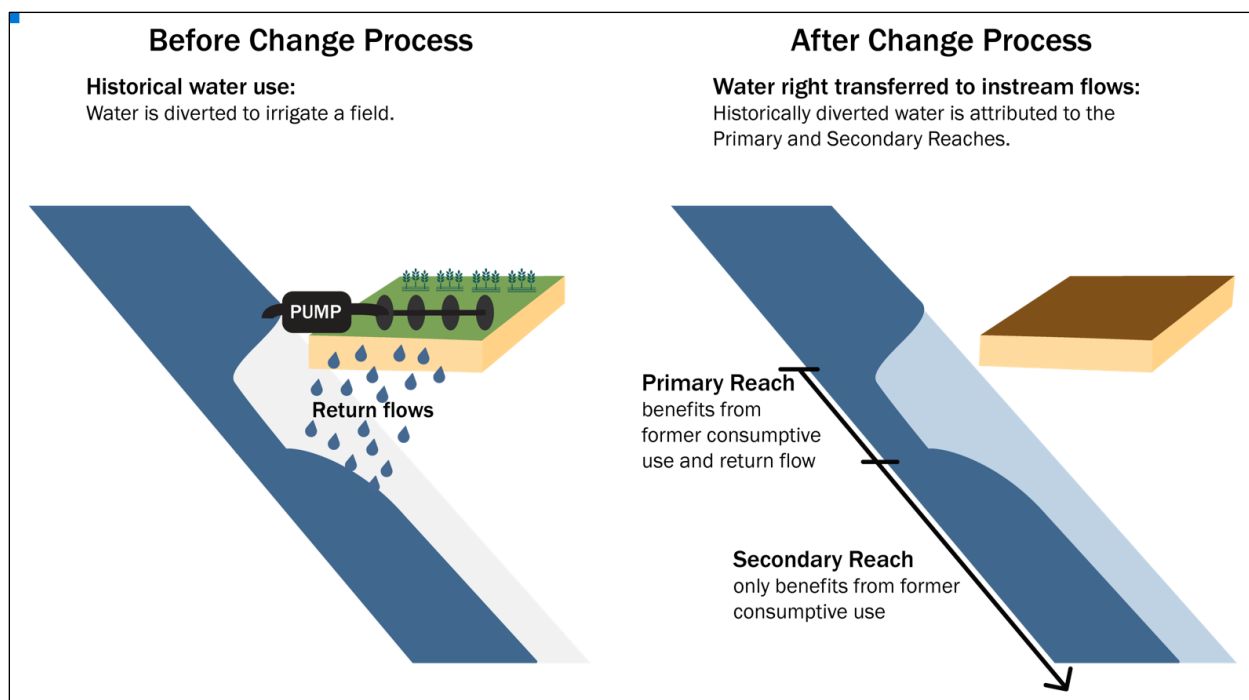 Before Change Process
Historical water use:
Water is diverted to irrigate a field.
PUMP
Return flows
After Change Process
Water right transferred to instream flows:
Historically diverted water is attributed to the
Primary and Secondary Reaches.
Primary Reach
benefits from
former consumptive
use and return flow
Secondary Reach
only benefits from former
consumptive use